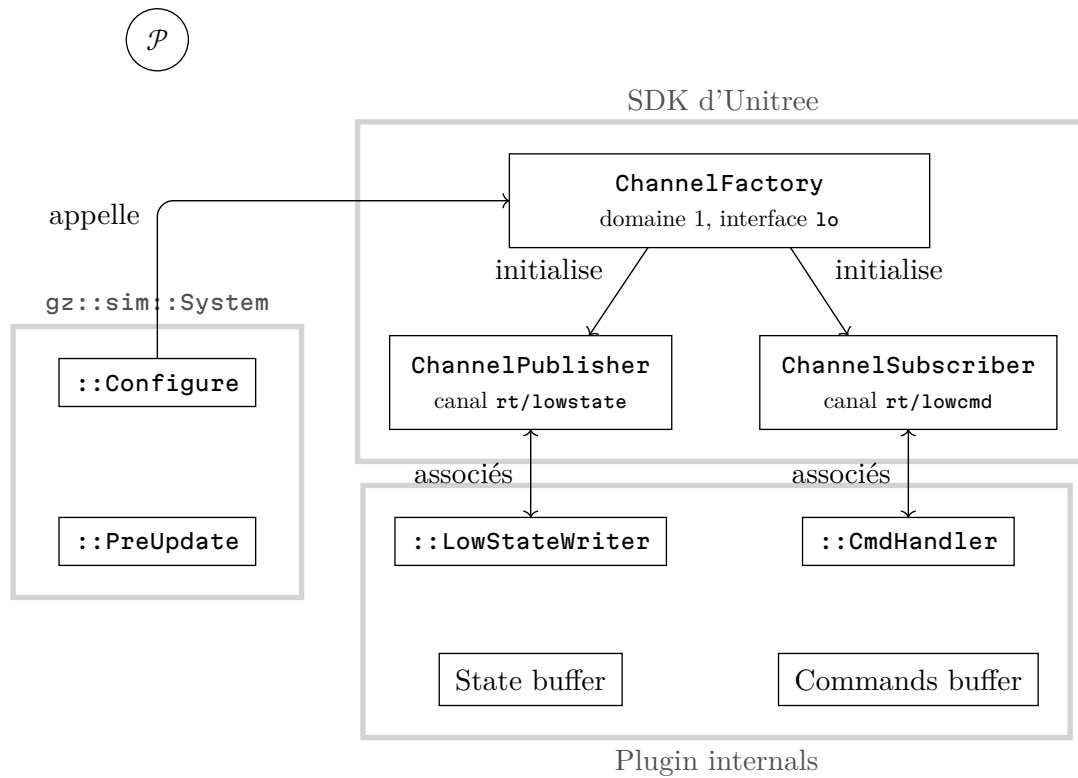 𝒫
SDK d'Unitree
ChannelFactory
domaine 1, interface lo
appelle
initialise
initialise
gz::sim::System
::Configure
ChannelPublisher
canal rt/lowstate
ChannelSubscriber
canal rt/lowcmd
associés
associés
::PreUpdate
::LowStateWriter
::CmdHandler
State buffer
Commands buffer
Plugin internals